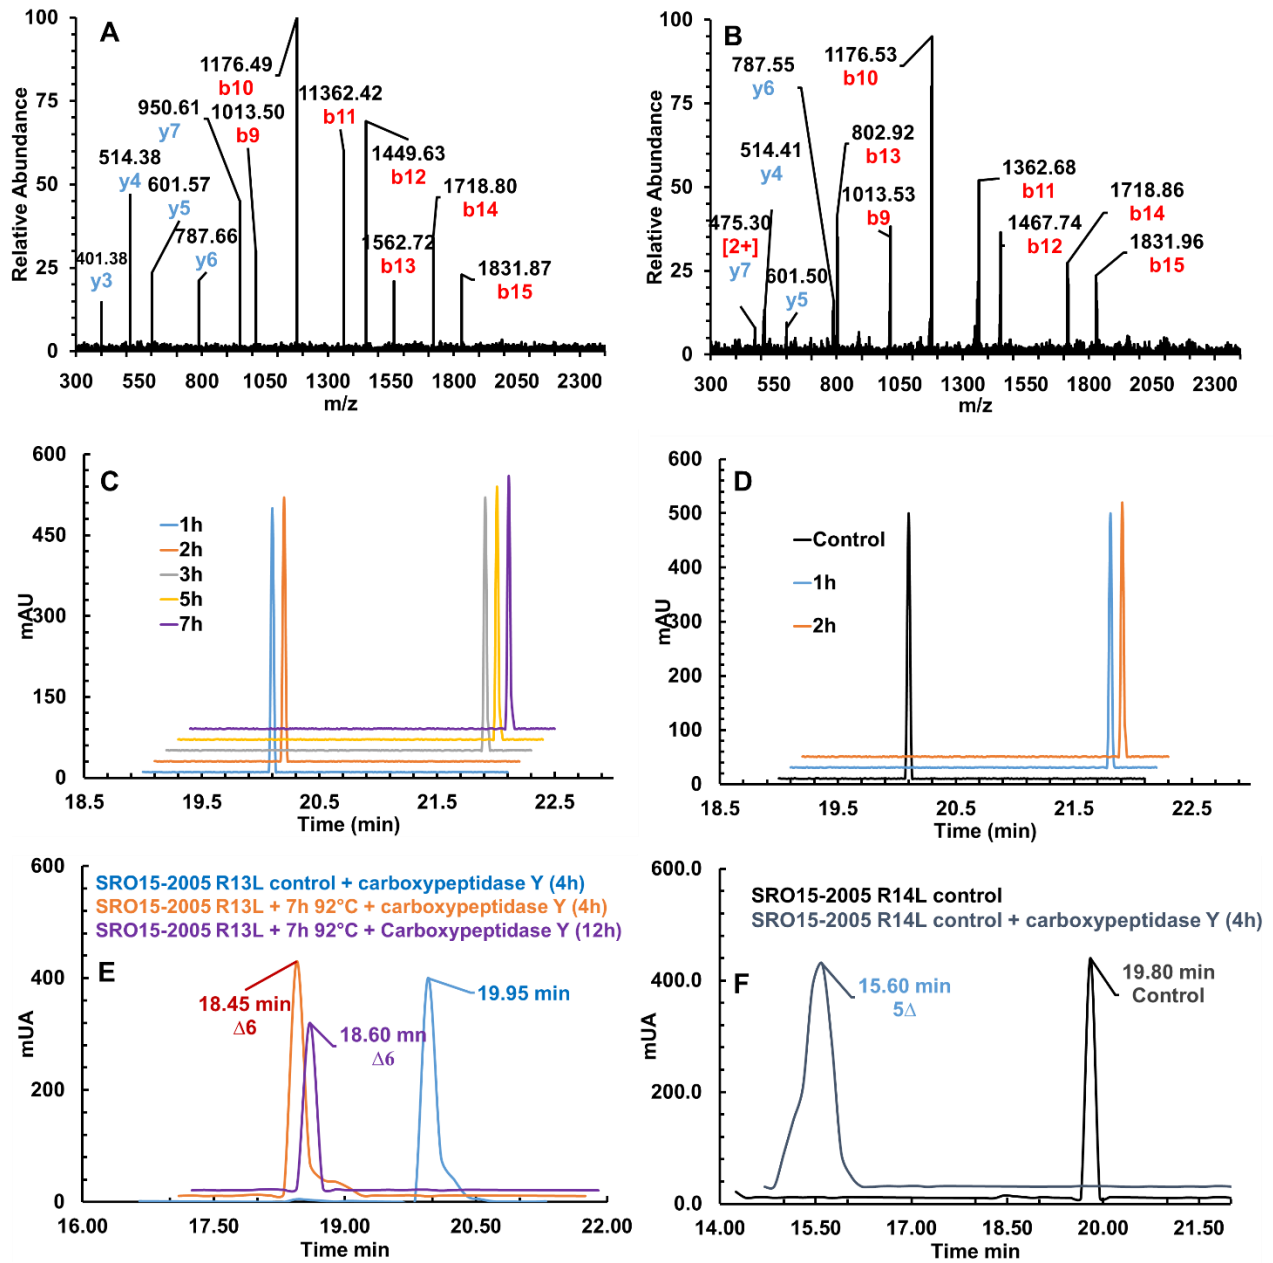 A
100
75
50
25
0
Relative Abundance
1176.49
b10
950.61
y7
1013.50
b9
11362.42
b11
514.38
y4
601.57
y5
1449.63
b12
787.66
y6
1718.80
b14
401.38
y3
1562.72
b13
1831.87
b15
300 550 800 1050 1300 1550 1800 2050 2300
m/z
B
100
75
50
25
0
Relative Abundance
787.55
y6
1176.53
b10
514.41
y4
802.92
b13
1013.53
b9
1362.68
b11
475.30
[2+]
y7
601.50
y5
1467.74
b12
1718.86
b14
1831.96
b15
300 550 800 1050 1300 1550 1800 2050 2300
m/z
C
600
450
300
150
0
mAU
1h
2h
3h
5h
7h
18.5 19.5 20.5 21.5 22.5
Time (min)
D
600
500
400
300
200
100
0
mAU
Control
1h
2h
18.5 19.5 20.5 21.5 22.5
Time (min)
600
400
200
0
mUA
SRO15-2005 R13L control + carboxypeptidase Y (4h)
SRO15-2005 R13L + 7h 92°C + carboxypeptidase Y (4h)
SRO15-2005 R13L + 7h 92°C + Carboxypeptidase Y (12h)
E
18.45 min
Δ6
18.60 mn
Δ6
19.95 min
16.00 17.50 19.00 20.50 22.00
Time min
600.0
400.0
200.0
0.0
mUA
SRO15-2005 R14L control
SRO15-2005 R14L control + carboxypeptidase Y (4h)
F
15.60 min
5Δ
19.80 min
Control
14.00 15.50 17.00 18.50 20.00 21.50
Time min